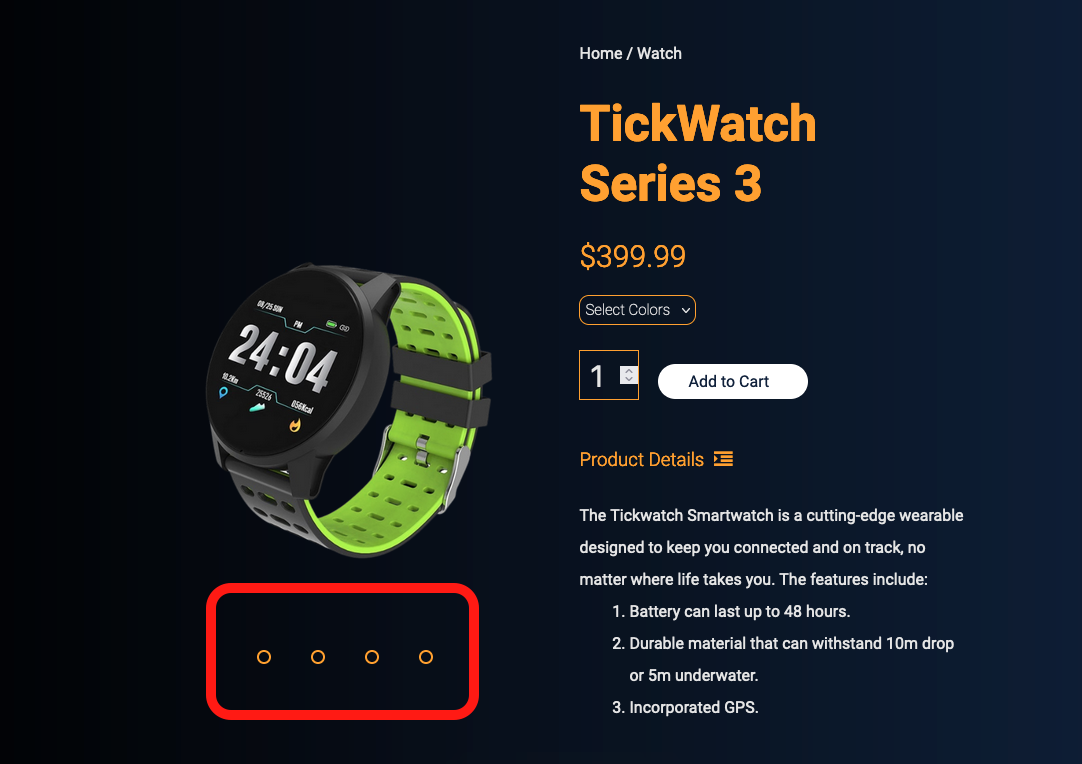 Home / Watch
TickWatch
Series 3
$399.99
Select Colors
1
Add to Cart
Product Details
08/25 SUN
PM
24:04
10.2Km
25526
056Kcal
The Tickwatch Smartwatch is a cutting-edge wearable
designed to keep you connected and on track, no
matter where life takes you. The features include:
1. Battery can last up to 48 hours.
2. Durable material that can withstand 10m drop
or 5m underwater.
3. Incorporated GPS.